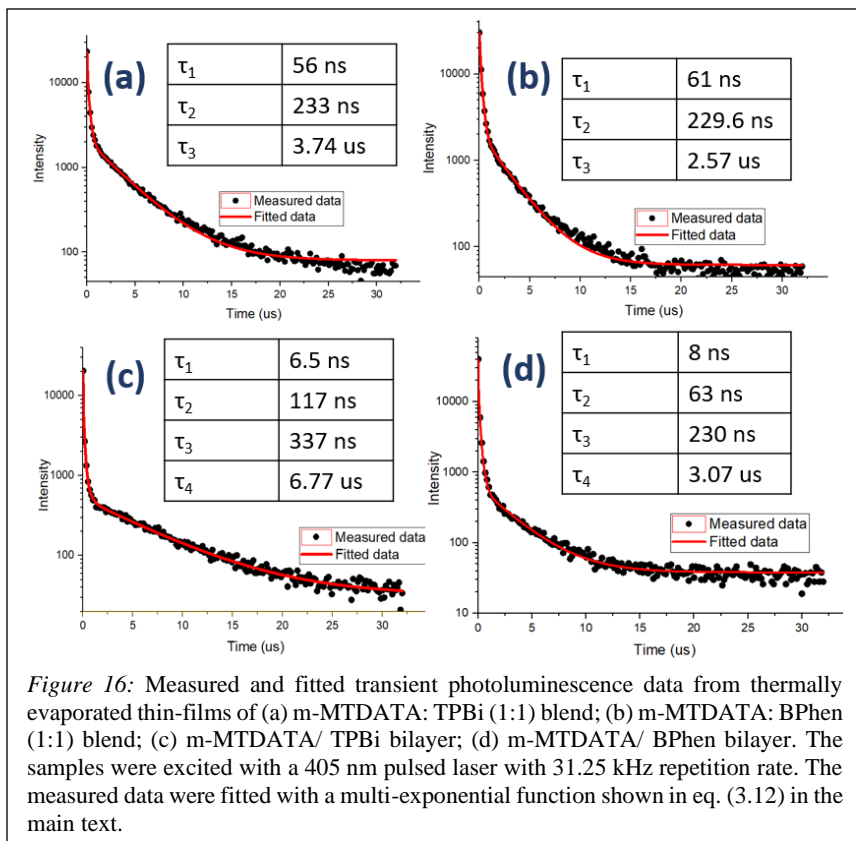 (a)
τ1 56 ns
τ2 233 ns
τ3 3.74 us
10000
1000
100
Intensity
Measured data
Fitted data
0 5 10 15 20 25 30
Time (us)
(b)
τ1 61 ns
τ2 229.6 ns
τ3 2.57 us
10000
1000
100
Intensity
Measured data
Fitted data
0 5 10 15 20 25 30
Time (us)
(c)
τ1 6.5 ns
τ2 117 ns
τ3 337 ns
τ4 6.77 us
10000
1000
100
Intensity
Measured data
Fitted data
0 5 10 15 20 25 30
Time (us)
(d)
τ1 8 ns
τ2 63 ns
τ3 230 ns
τ4 3.07 us
10000
1000
100
10
Intensity
Measured data
Fitted data
0 5 10 15 20 25 30
Time (us)
Figure 16: Measured and fitted transient photoluminescence data from thermally
evaporated thin-films of (a) m-MTDATA: TPBi (1:1) blend; (b) m-MTDATA: BPhen
(1:1) blend; (c) m-MTDATA/ TPBi bilayer; (d) m-MTDATA/ BPhen bilayer. The
samples were excited with a 405 nm pulsed laser with 31.25 kHz repetition rate. The
measured data were fitted with a multi-exponential function shown in eq. (3.12) in the
main text.